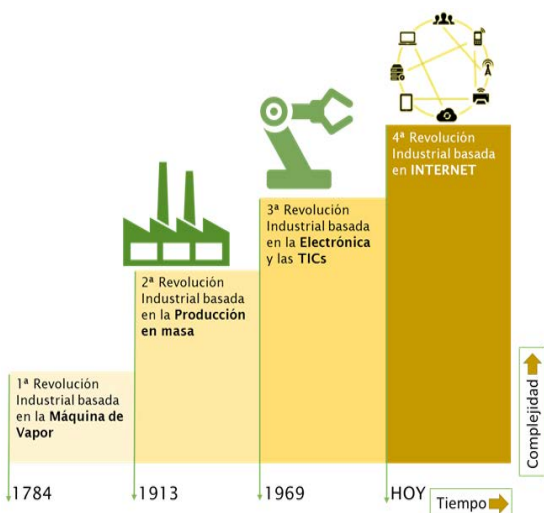 4ª Revolución
Industrial basada
en INTERNET
3ª Revolución
Industrial basada
en la Electrónica
y las TICs
2ª Revolución
Industrial basada
en la Producción
en masa
1ª Revolución
Industrial basada
en la Máquina de
Vapor
Complejidad
1784
1913
1969
HOY
Tiempo